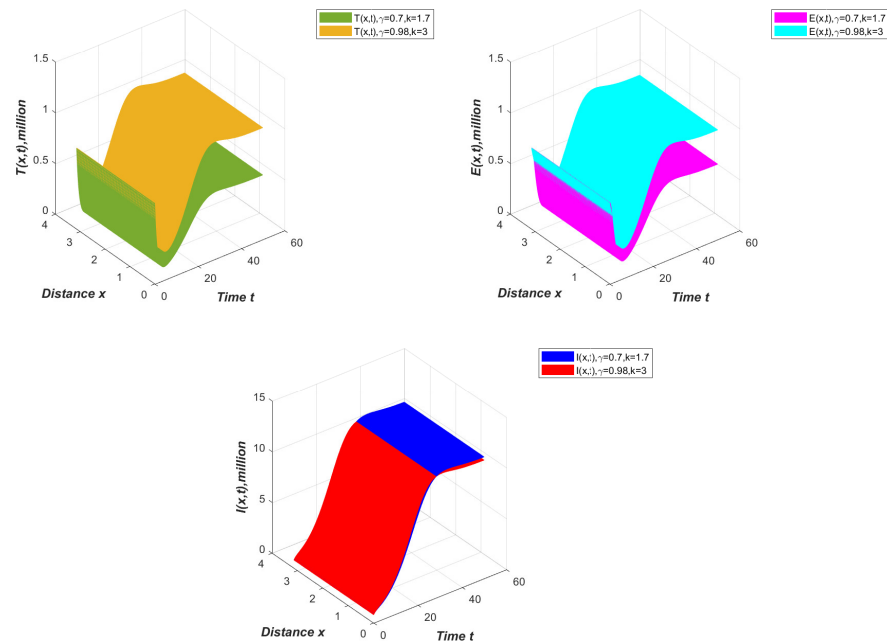 T(x,t),γ=0.7,k=1.7
T(x,t),γ=0.98,k=3
1.5
1
0.5
0
T(x,t),million
4
3
2
1
0
Distance x
0
20
40
60
Time t
E(x,t),γ=0.7,k=1.7
E(x,t),γ=0.98,k=3
1.5
1
0.5
0
E(x,t),million
4
3
2
1
0
Distance x
0
20
40
60
Time t
I(x,:),γ=0.7,k=1.7
I(x,:),γ=0.98,k=3
15
10
5
0
I(x,t),million
4
3
2
1
0
Distance x
0
20
40
60
Time t